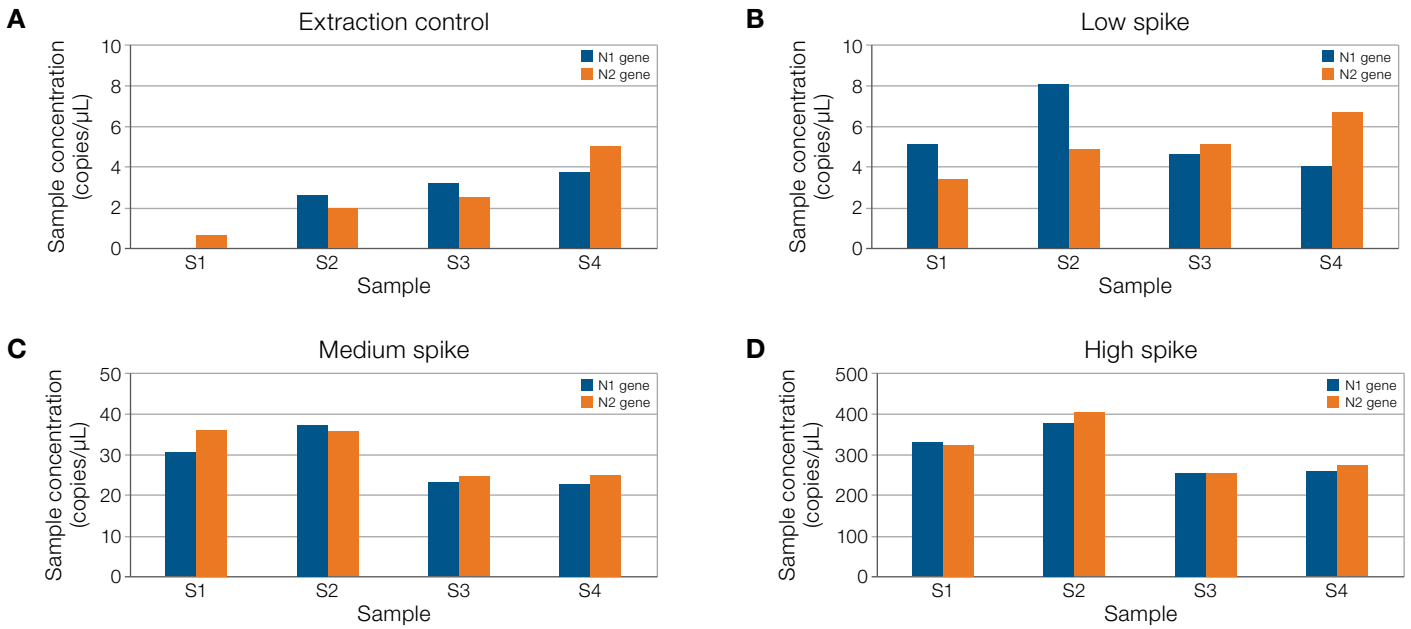 A
Extraction control
Sample concentration
(copies/µL)
10
8
6
4
2
0
N1 gene
N2 gene
S1 S2 S3 S4
Sample
B
Low spike
Sample concentration
(copies/µL)
10
8
6
4
2
0
N1 gene
N2 gene
S1 S2 S3 S4
Sample
C
Medium spike
Sample concentration
(copies/µL)
50
40
30
20
10
0
N1 gene
N2 gene
S1 S2 S3 S4
Sample
D
High spike
Sample concentration
(copies/µL)
500
400
300
200
100
0
N1 gene
N2 gene
S1 S2 S3 S4
Sample